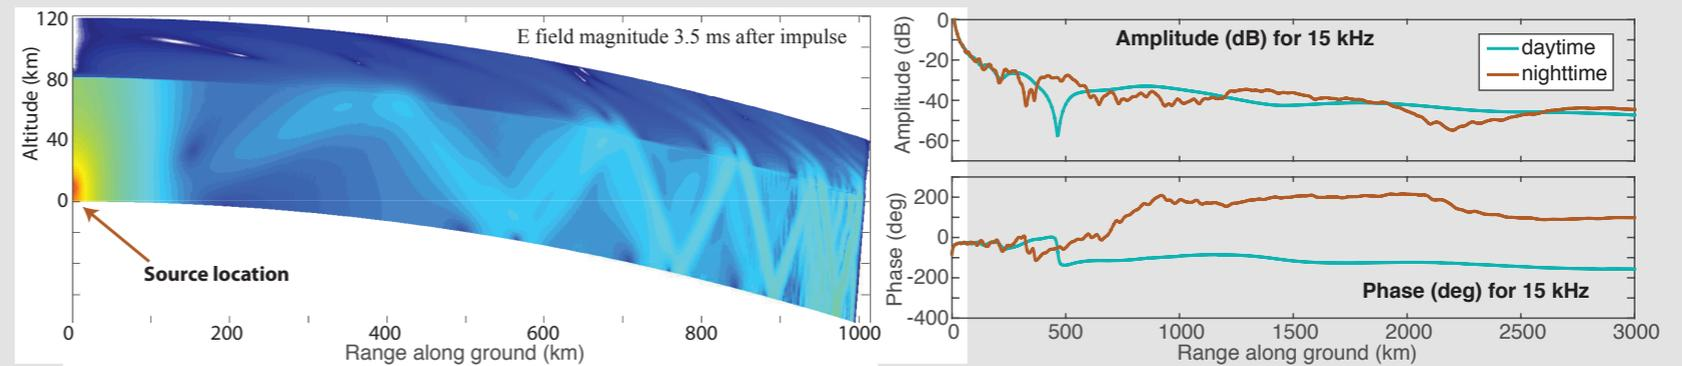 E field magnitude 3.5 ms after impulse
Altitude (km)
120
80
40
0
Source location
0 200 400 600 800 1000
Range along ground (km)
Amplitude (dB) for 15 kHz
daytime
nighttime
Amplitude (dB)
0
-20
-40
-60
Phase (deg)
200
0
-200
-400
Phase (deg) for 15 kHz
0 500 1000 1500 2000 2500 3000
Range along ground (km)